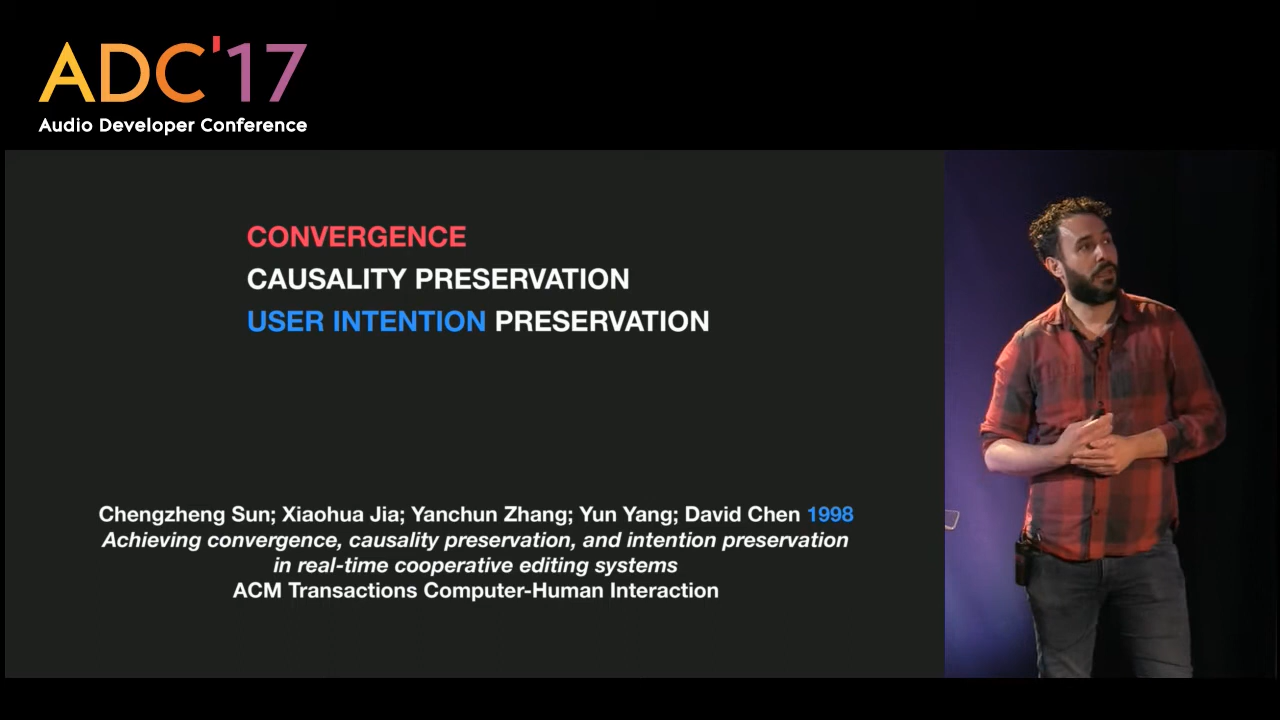 ADC'17
Audio Developer Conference
CONVERGENCE
CAUSALITY PRESERVATION
USER INTENTION PRESERVATION
Chengzheng Sun; Xiaohua Jia; Yanchun Zhang; Yun Yang; David Chen 1998
Achieving convergence, causality preservation, and intention preservation
in real-time cooperative editing systems
ACM Transactions Computer-Human Interaction